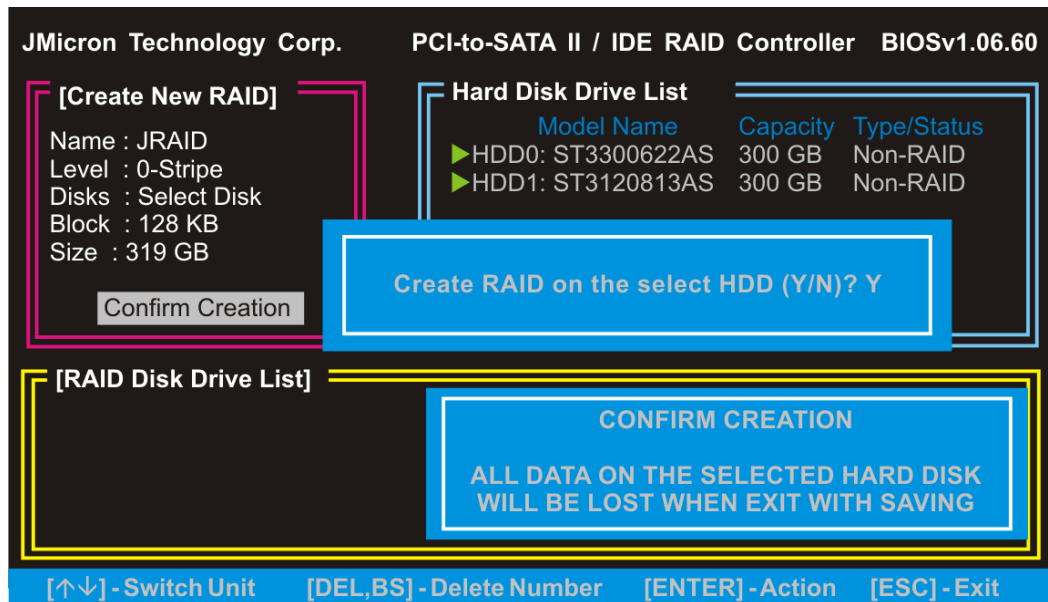 JMicron Technology Corp. PCI-to-SATA II / IDE RAID Controller BIOSv1.06.60
[Create New RAID]
Name : JRAID
Level : 0-Stripe
Disks : Select Disk
Block : 128 KB
Size : 319 GB
Confirm Creation
Hard Disk Drive List
Model Name Capacity Type/Status
▶HDD0: ST3300622AS 300 GB Non-RAID
▶HDD1: ST3120813AS 300 GB Non-RAID
Create RAID on the select HDD (Y/N)? Y
[RAID Disk Drive List]
CONFIRM CREATION
ALL DATA ON THE SELECTED HARD DISK
WILL BE LOST WHEN EXIT WITH SAVING
[↑↓] - Switch Unit [DEL,BS] - Delete Number [ENTER] - Action [ESC] - Exit